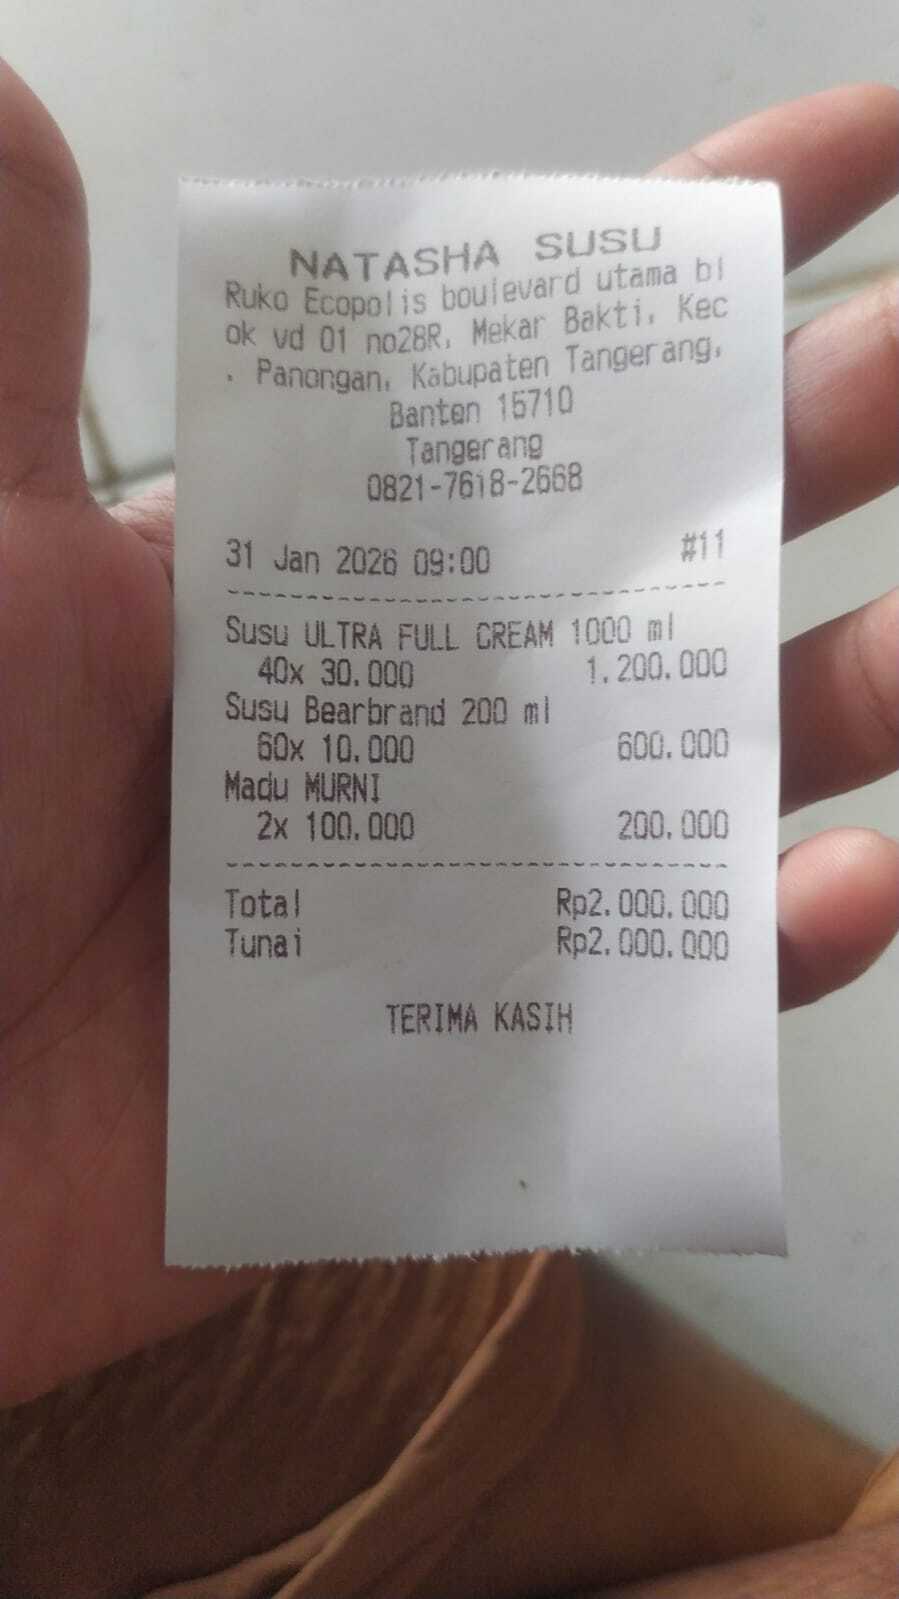 NATASHA SUSU
Ruko Ecopolis boulevard utama bl
ok vd 01 no28R, Mekar Bakti, Kec
. Panongan, Kabupaten Tangerang,
Banten 15710
Tangerang
0821-7618-2668
31 Jan 2026 09:00 #11
Susu ULTRA FULL CREAM 1000 ml
40x 30.000 1.200.000
Susu Bearbrand 200 ml
60x 10.000 600.000
Madu MURNI
2x 100.000 200.000
Total Rp2.000.000
Tunai Rp2.000.000
TERIMA KASIH